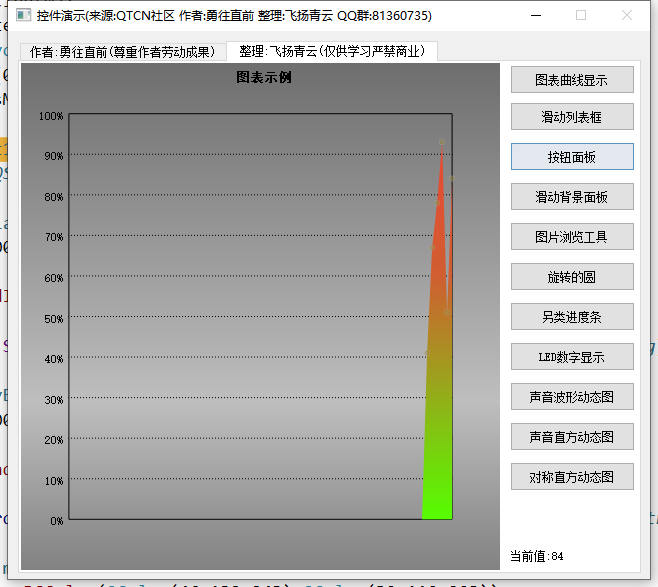 控件演示(来源:QTCN社区 作者:勇往直前 整理:飞扬青云 QQ群:81360735)
作者:勇往直前(尊重作者劳动成果)
整理:飞扬青云(仅供学习严禁商业)
图表示例
100%
90%
80%
70%
60%
50%
40%
30%
20%
10%
0%
图表曲线显示
滑动列表框
按钮面板
滑动背景面板
图片浏览工具
旋转的圆
另类进度条
LED数字显示
声音波形动态图
声音直方动态图
对称直方动态图
当前值:84